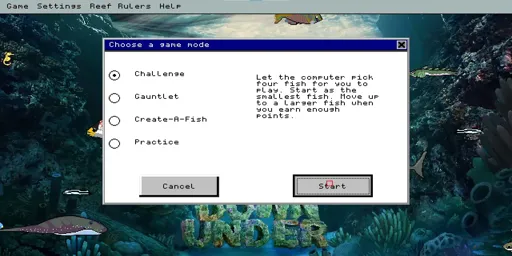 Game Settings Reef Rulers Help
Choose a game mode
Challenge
Gauntlet
Create-A-Fish
Practice
Let the computer pick
four fish for you to
play. Start as the
smallest fish. Move up
to a larger fish when
you earn enough
points.
Cancel
Start
DOWN
UNDER